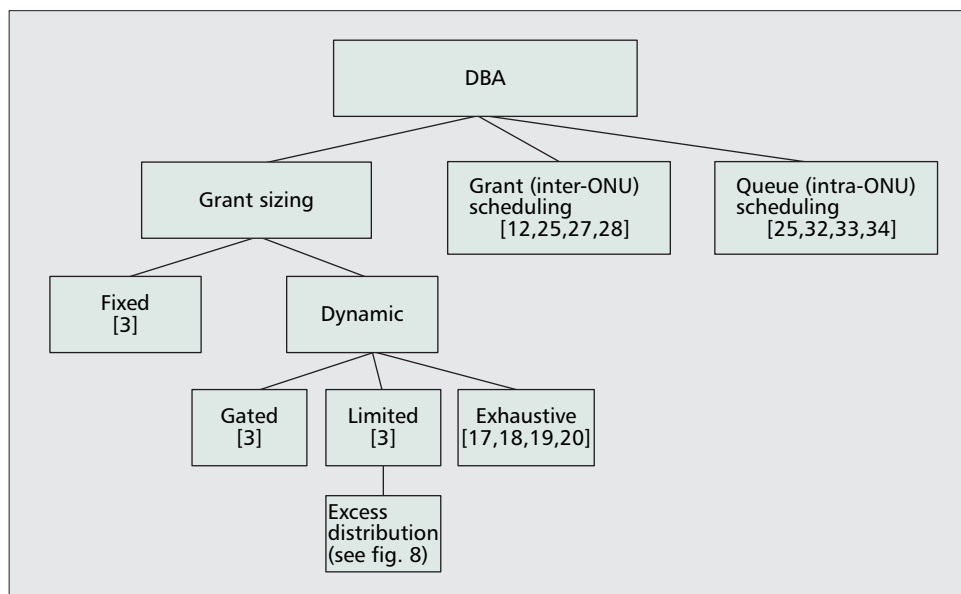 DBA
Grant sizing
Grant (inter-ONU)
scheduling
[12,25,27,28]
Queue (intra-ONU)
scheduling
[25,32,33,34]
Fixed
[3]
Dynamic
Gated
[3]
Limited
[3]
Exhaustive
[17,18,19,20]
Excess
distribution
(see fig. 8)